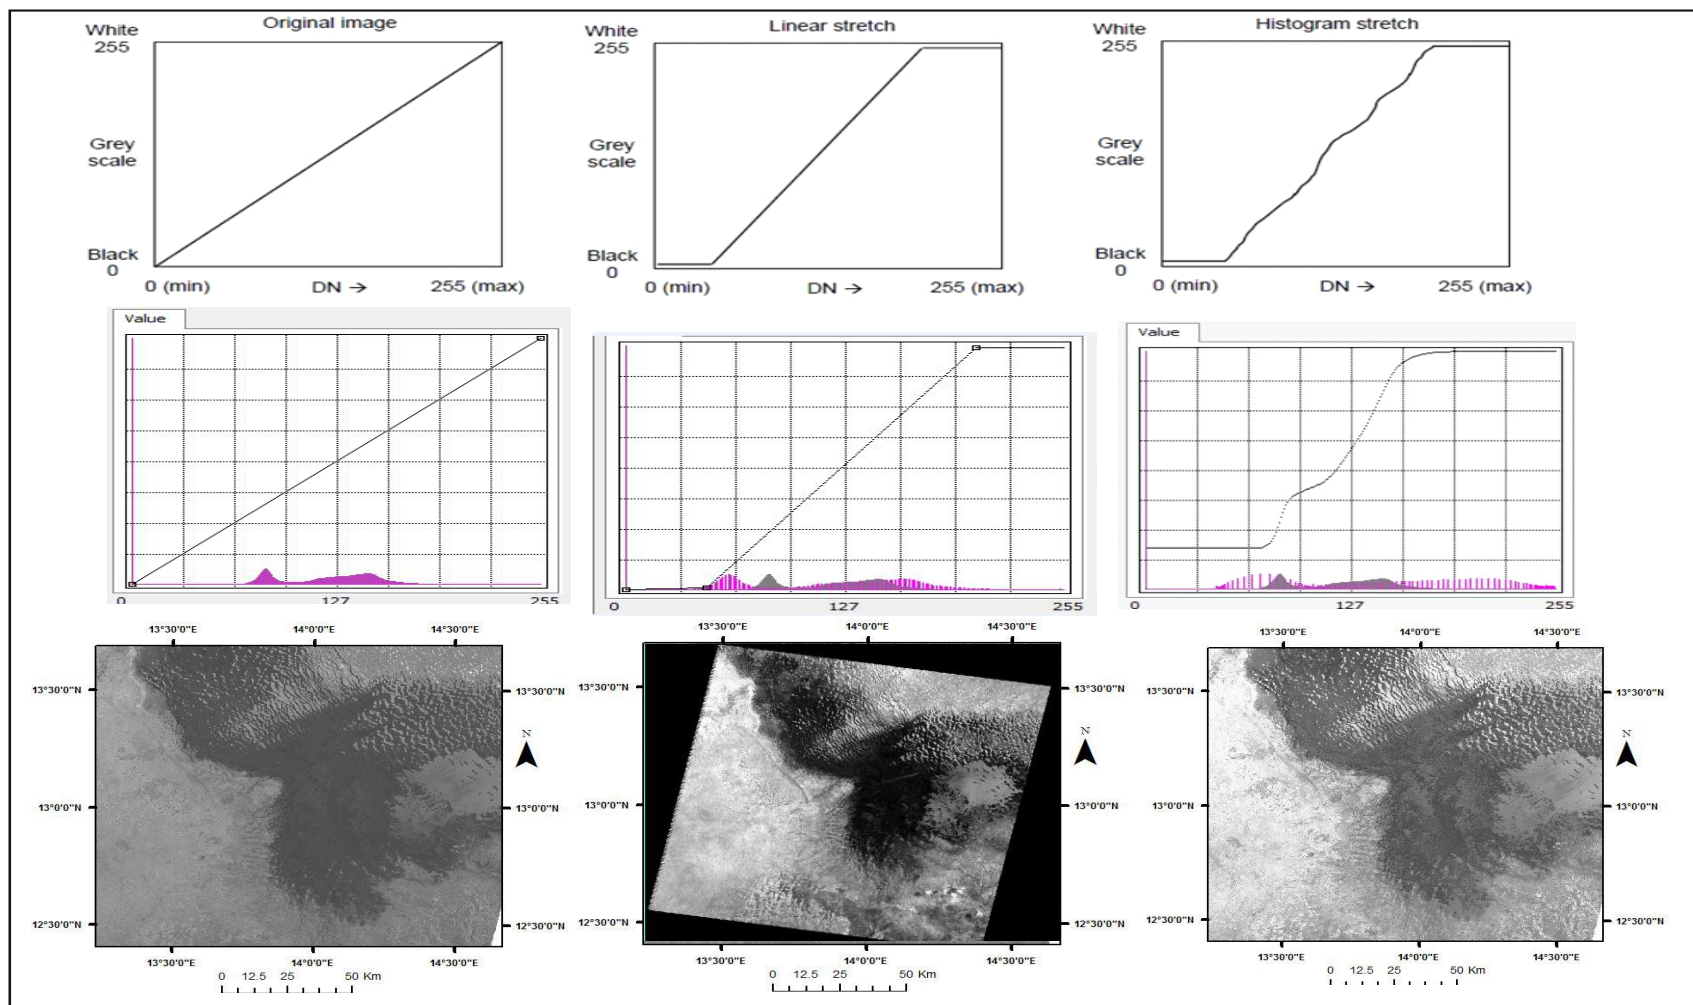 Original image
White
255
Grey
scale
Black
0
0 (min) DN → 255 (max)
Linear stretch
White
255
Grey
scale
Black
0
0 (min) DN → 255 (max)
Histogram stretch
White
255
Grey
scale
Black
0
0 (min) DN → 255 (max)
Value
0 127 255
0 127 255
Value
0 127 255
13°30'0"E 14°0'0"E 14°30'0"E
13°30'0"N 13°30'0"N
N
13°0'0"N 13°0'0"N
12°30'0"N 12°30'0"N
13°30'0"E 14°0'0"E 14°30'0"E
0 12.5 25 50 Km
13°30'0"E 14°0'0"E 14°30'0"E
13°30'0"N 13°30'0"N
N
13°0'0"N 13°0'0"N
12°30'0"N 12°30'0"N
13°30'0"E 14°0'0"E 14°30'0"E
0 12.5 25 50 Km
13°30'0"E 14°0'0"E 14°30'0"E
13°30'0"N 13°30'0"N
N
13°0'0"N 13°0'0"N
12°30'0"N 12°30'0"N
13°30'0"E 14°0'0"E 14°30'0"E
0 12.5 25 50 Km